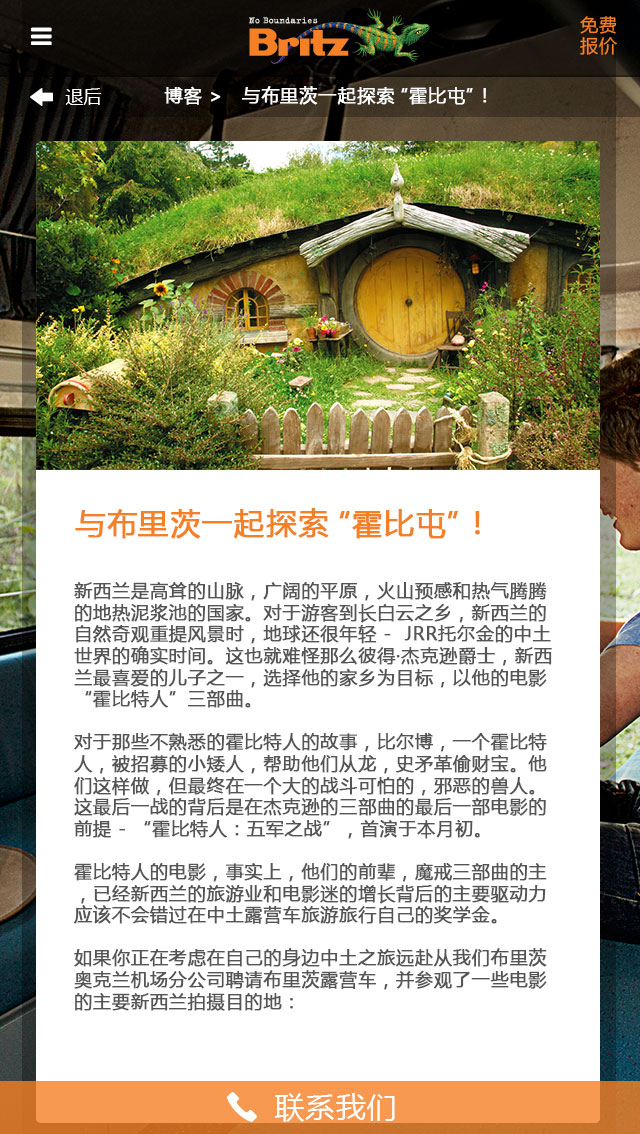 No Boundaries
Britz
免费
报价
退后
博客 > 与布里茨一起探索 “霍比屯” !
与布里茨一起探索 “霍比屯” !
新西兰是高耸的山脉，广阔的平原，火山预感和热气腾腾
的地热泥浆池的国家。对于游客到长白云之乡，新西兰的
自然奇观重提风景时，地球还很年轻 - JRR托尔金的中土
世界的确实时间。这也就难怪那么彼得·杰克逊爵士，新西
兰最喜爱的儿子之一，选择他的家乡为目标，以他的电影
“霍比特人” 三部曲。
对于那些不熟悉的霍比特人的故事，比尔博，一个霍比特
人，被招募的小矮人，帮助他们从龙，史矛革偷财宝。他
们这样做，但最终在一个大的战斗可怕的，邪恶的兽人。
这最后一战的背后是在杰克逊的三部曲的最后一部电影的
前提 - “霍比特人：五军之战” ，首演于本月初。
霍比特人的电影，事实上，他们的前辈，魔戒三部曲的主
，已经新西兰的旅游业和电影迷的增长背后的主要驱动力
应该不会错过在中土露营车旅游旅行自己的奖学金。
如果你正在考虑在自己的身边中土之旅远赴从我们布里茨
奥克兰机场分公司聘请布里茨露营车，并参观了一些电影
的主要新西兰拍摄目的地：
联系我们